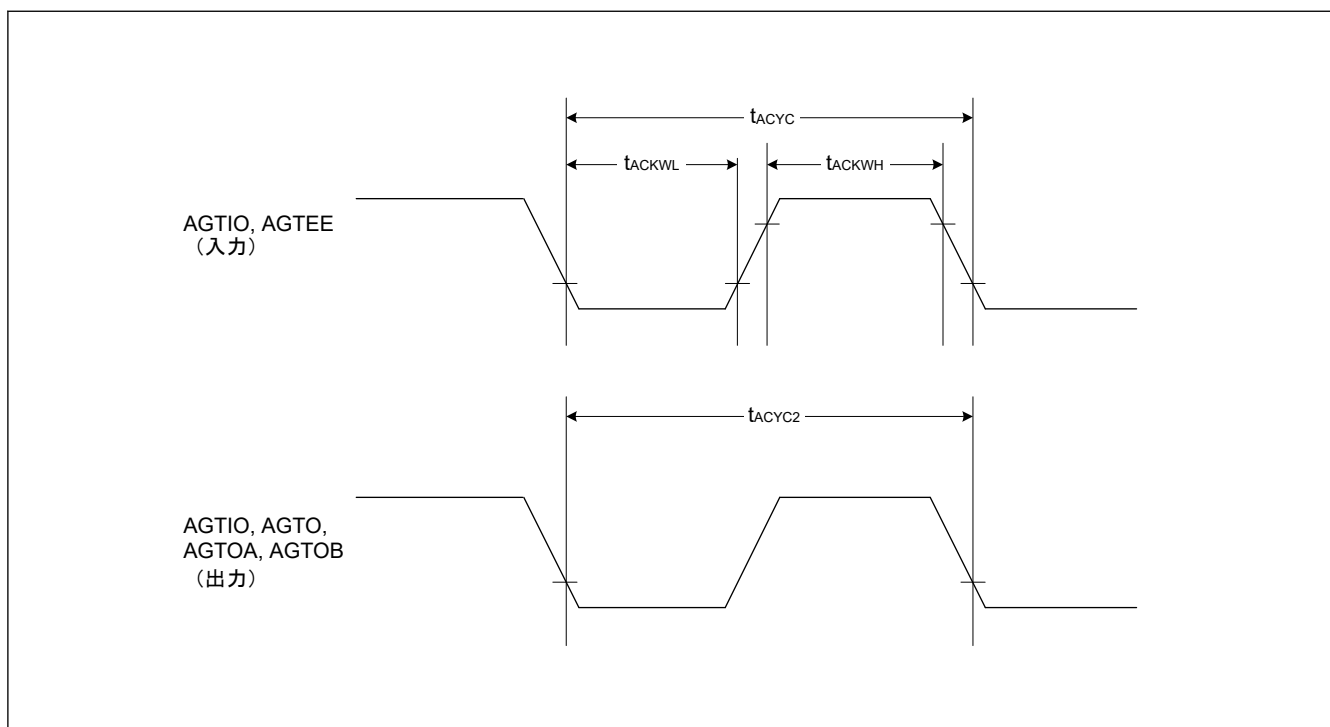 tACYC
tACKWL
tACKWH
AGTIO, AGTEE
（入力）
tACYC2
AGTIO, AGTO,
AGTOA, AGTOB
（出力）